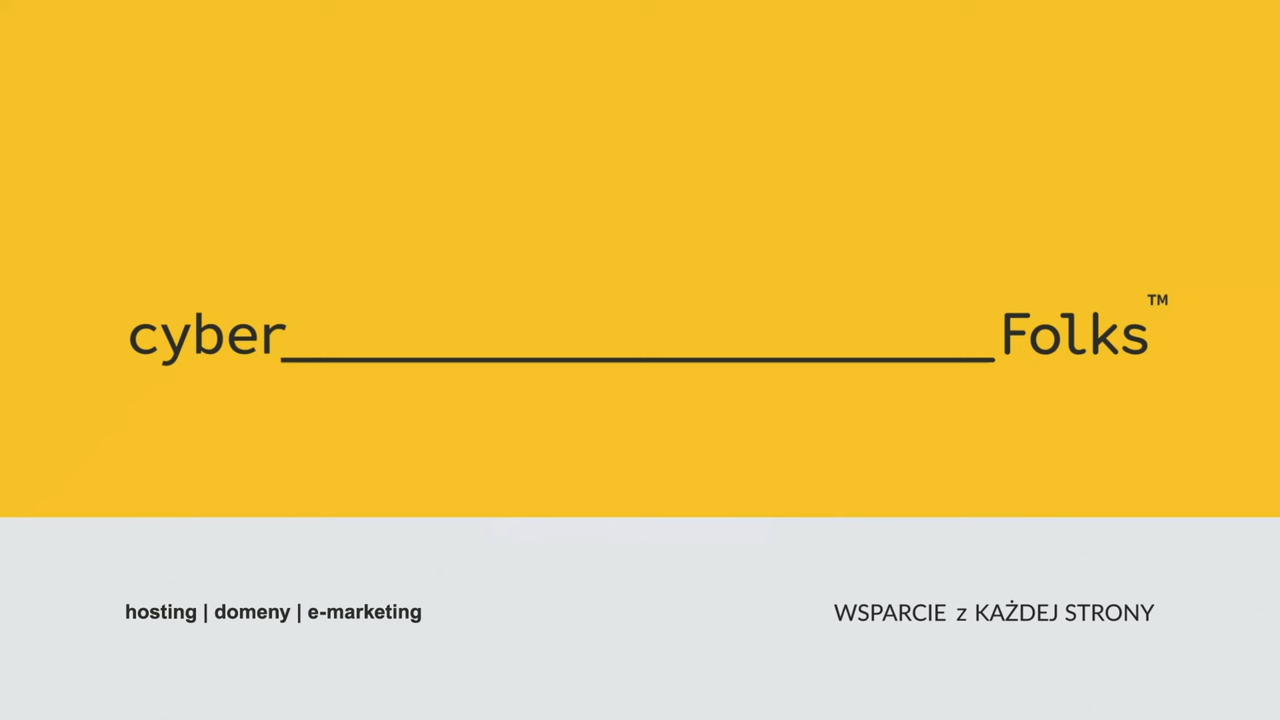 cyber_Folks™
hosting | domeny | e-marketing
WSPARCIE z KAŻDEJ STRONY